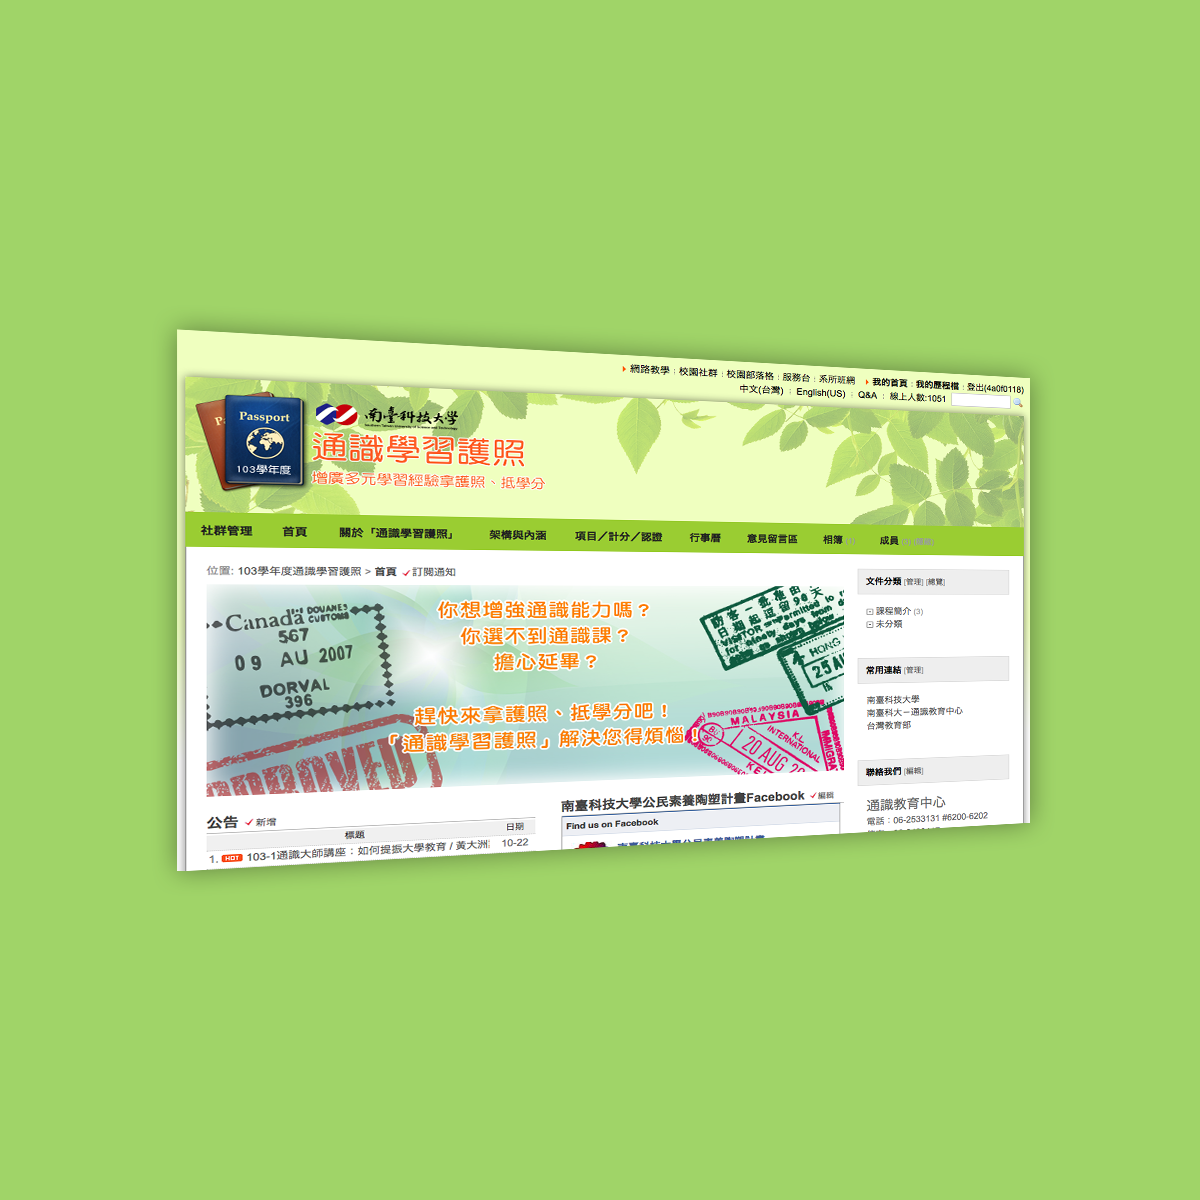 網路教學 : 校園社群 : 校園部落格 : 服務台 : 系所班網 我的首頁 : 我的歷程檔 : 登出(4a0f0118)
中文(台灣) : English(US) : Q&A : 線上人數:1051
Passport
103學年度
南臺科技大學
通識學習護照
增廣多元學習經驗拿護照、抵學分
社群管理 首頁 關於「通識學習護照」 架構與內涵 項目／計分／認證 行事曆 意見留言區 相簿 (1) 成員
位置: 103學年度通識學習護照 > 首頁 訂閱通知
Canada DOUANES CUSTOMS
567
09 AU 2007
DORVAL
396
你想增強通識能力嗎？
你選不到通識課？
擔心延畢？
趕快來拿護照、抵學分吧！
「通識學習護照」解決您得煩惱！
HONG
25
MALAYSIA
K.L.
INTERNATIONAL
20 AUG
文件分類 [管理] [總覽]
課程簡介 (3)
未分類
常用連結 [管理]
南臺科技大學
南臺科大－通識教育中心
台灣教育部
聯絡我們 [編輯]
通識教育中心
電話：06-2533131 #6200-6202
公告 新增
標題 日期
1. HOT 103-1通識大師講座：如何提振大學教育 / 黃大洲 10-22
南臺科技大學公民素養陶塑計畫Facebook 編輯
Find us on Facebook